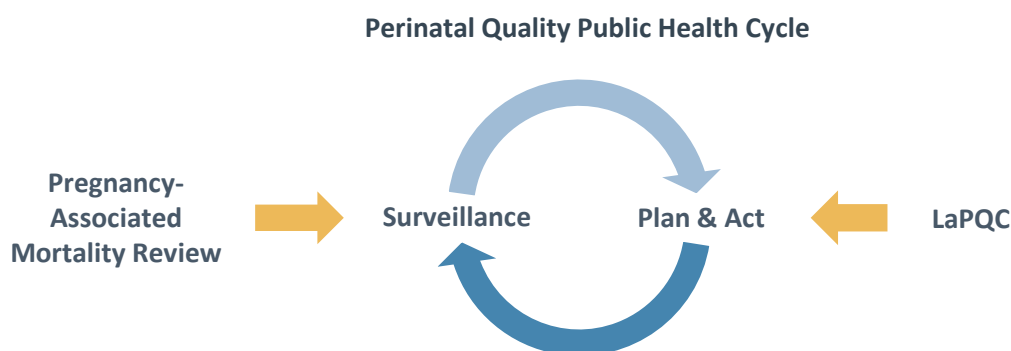 Perinatal Quality Public Health Cycle
Pregnancy-
Associated
Mortality Review
Surveillance
Plan & Act
LaPQC